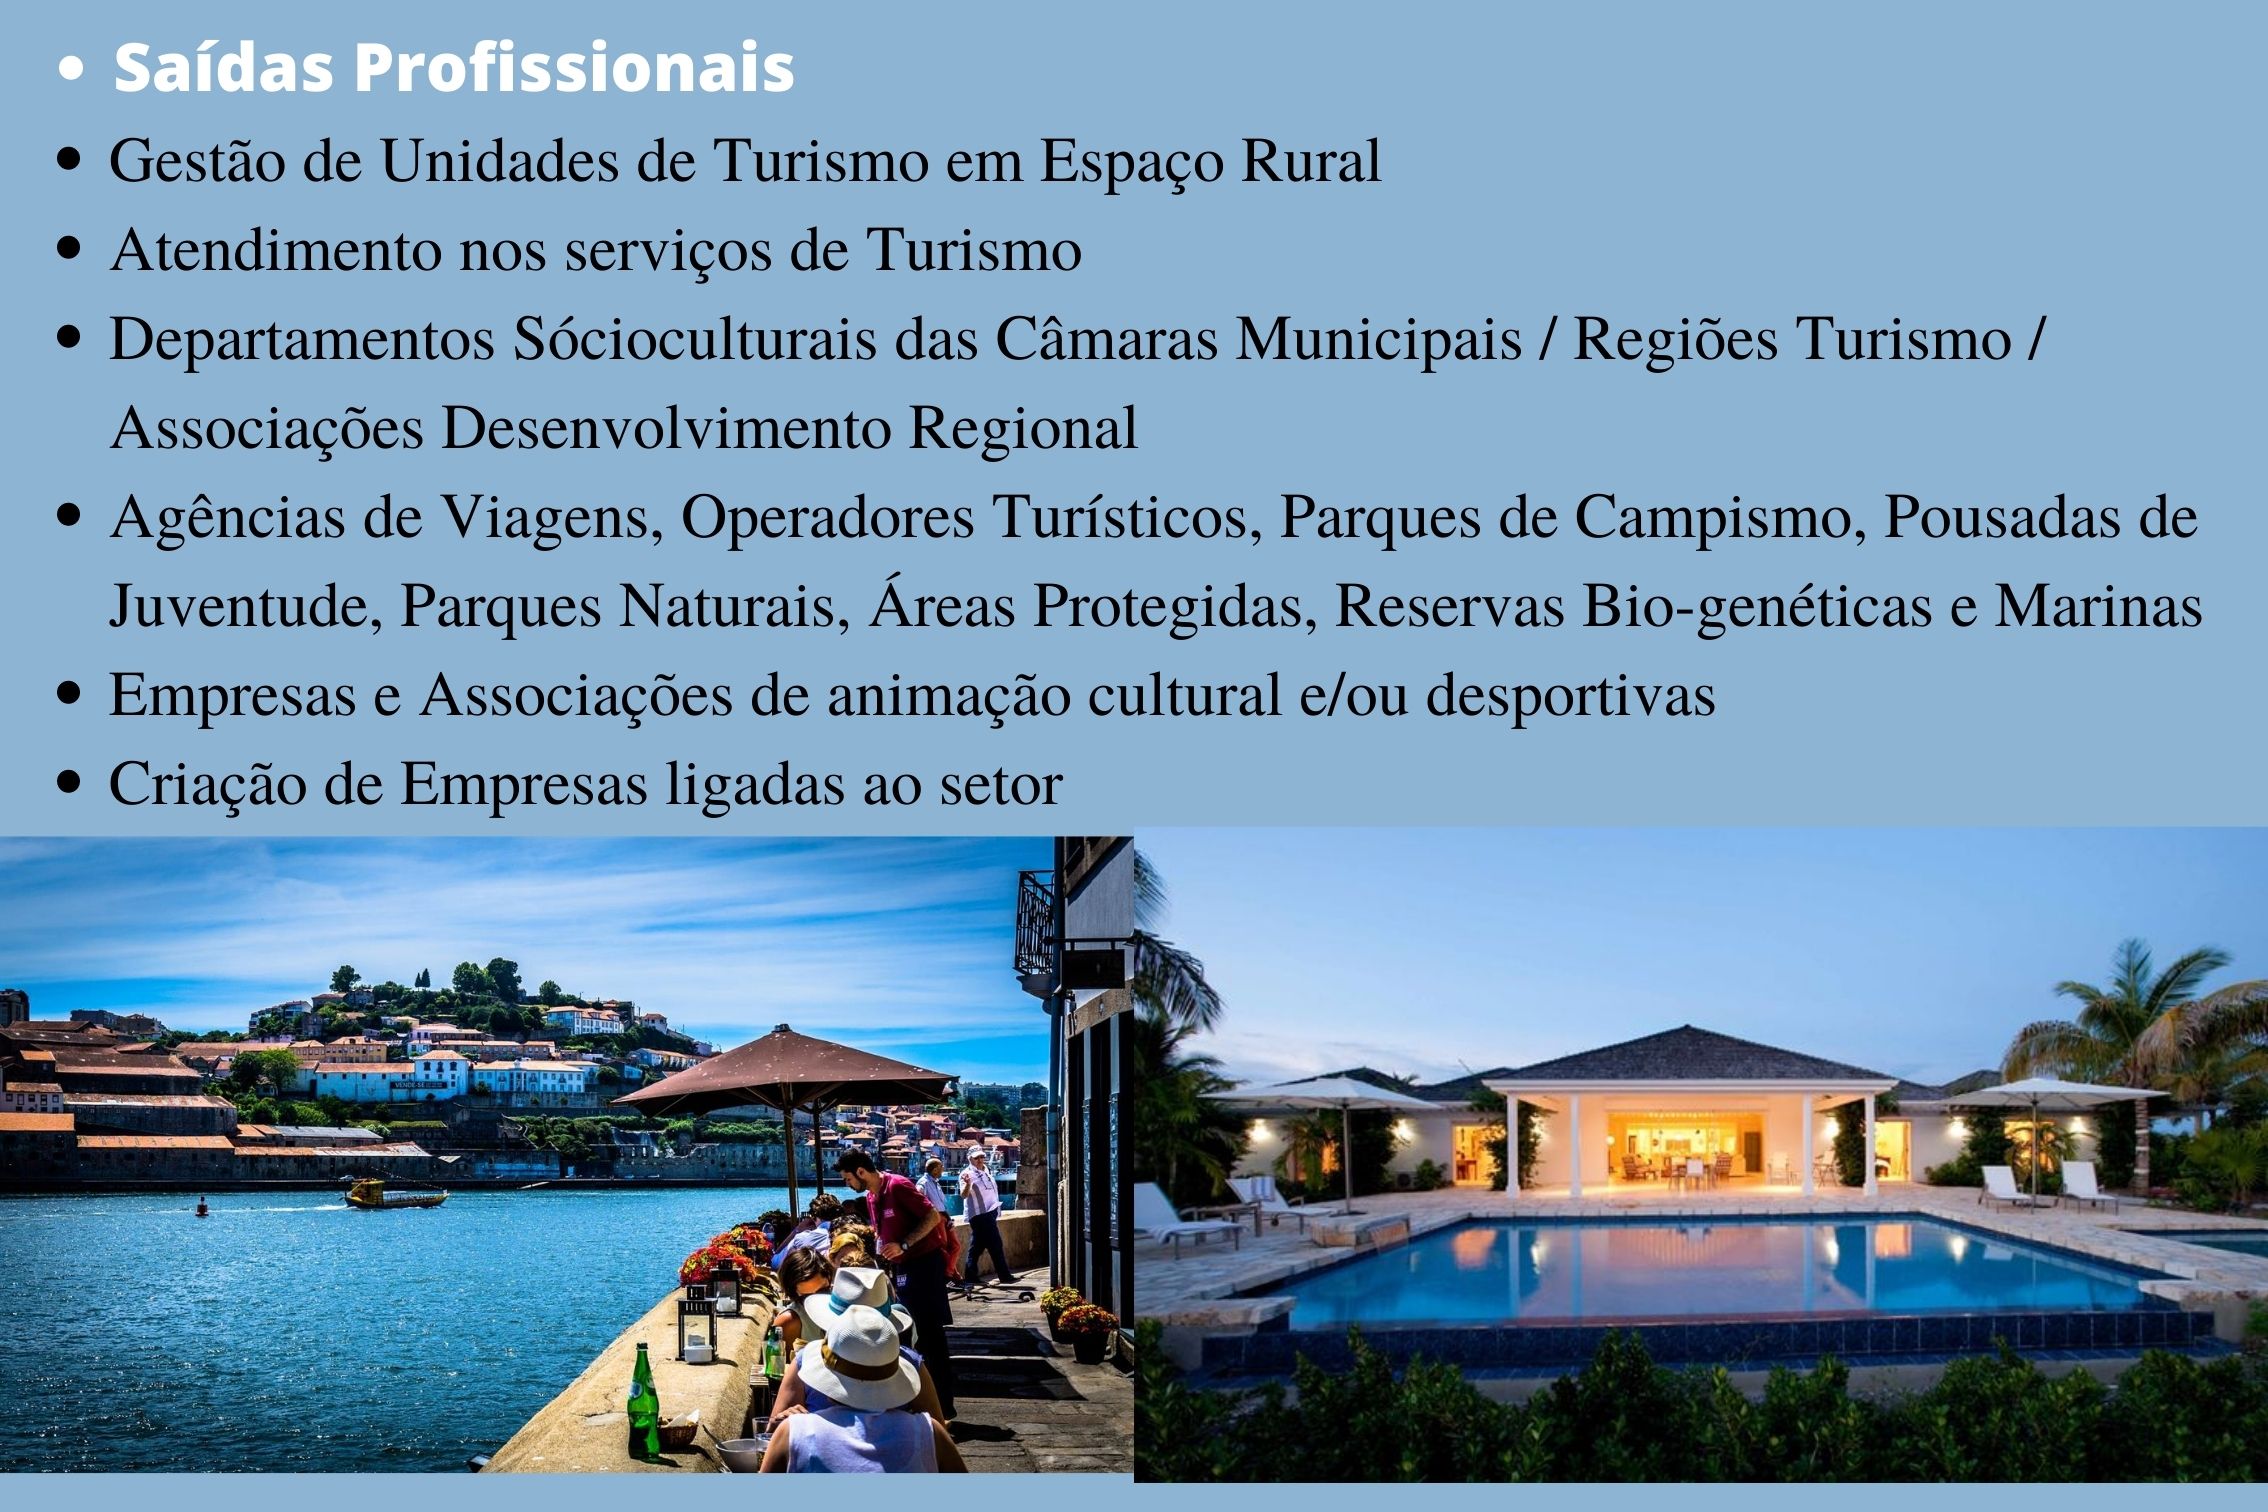 • Saídas Profissionais
• Gestão de Unidades de Turismo em Espaço Rural
• Atendimento nos serviços de Turismo
• Departamentos Sócioculturais das Câmaras Municipais / Regiões Turismo /
Associações Desenvolvimento Regional
• Agências de Viagens, Operadores Turísticos, Parques de Campismo, Pousadas de
Juventude, Parques Naturais, Áreas Protegidas, Reservas Bio-genéticas e Marinas
• Empresas e Associações de animação cultural e/ou desportivas
• Criação de Empresas ligadas ao setor
VENDE-SE